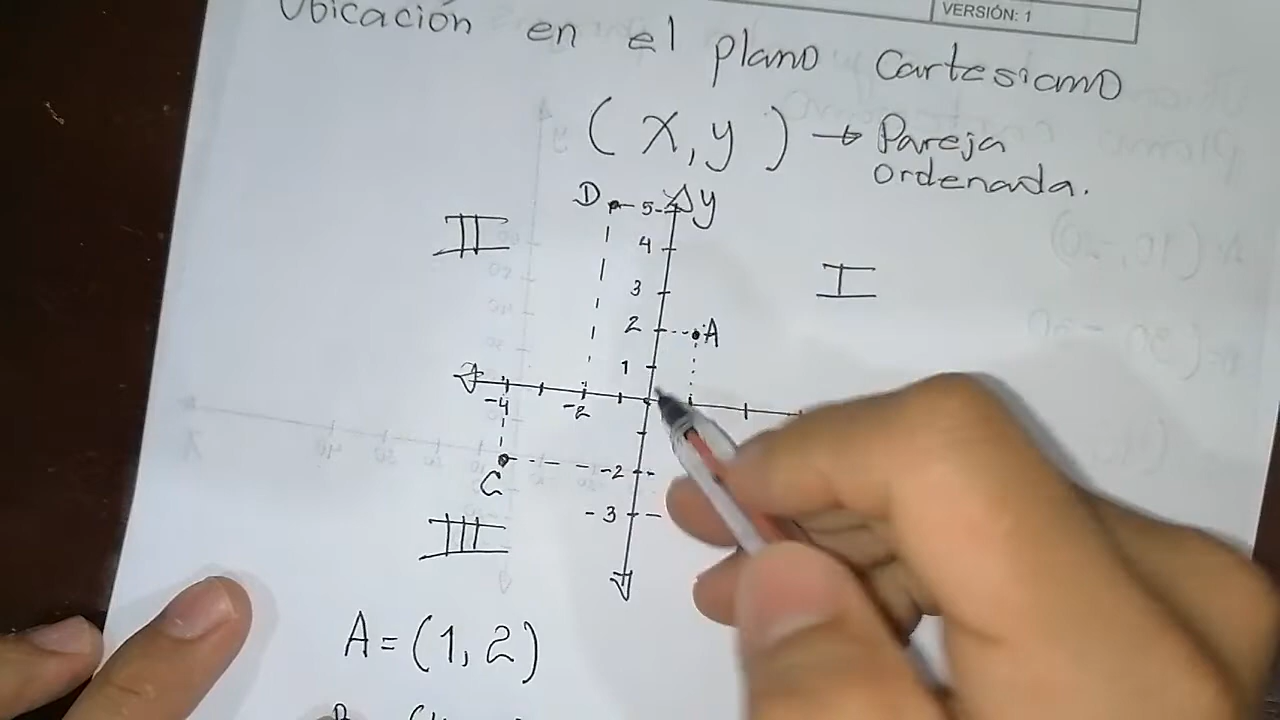 VERSIÓN: 1
Ubicación en el plano Cartesiano
(x, y) → Pareja
ordenada.
D 5 y
II
4
I
3
2 A
1
-4 -2
-2
C
-3
III
A = (1, 2)